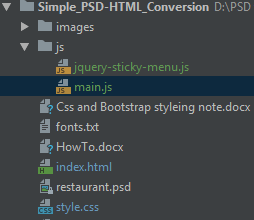 Simple_PSD-HTML_Conversion D:\PSD
images
js
jquery-sticky-menu.js
main.js
Css and Bootstrap styleing note.docx
fonts.txt
HowTo.docx
index.html
restaurant.psd
style.css